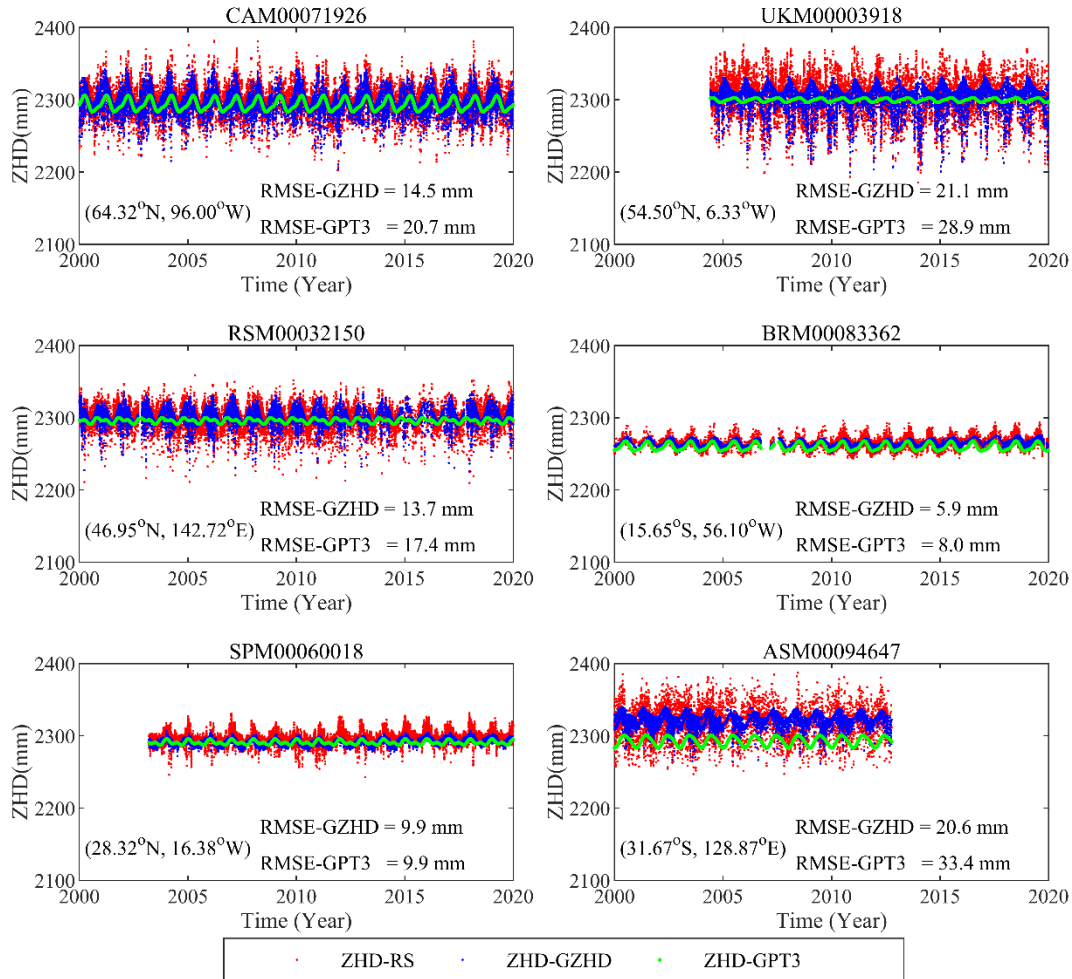 CAM00071926
2400
2300
2200
2100
ZHD(mm)
(64.32°N, 96.00°W)
RMSE-GZHD = 14.5 mm
RMSE-GPT3 = 20.7 mm
2000 2005 2010 2015 2020
Time (Year)
UKM00003918
2400
2300
2200
2100
ZHD(mm)
(54.50°N, 6.33°W)
RMSE-GZHD = 21.1 mm
RMSE-GPT3 = 28.9 mm
2000 2005 2010 2015 2020
Time (Year)
RSM00032150
2400
2300
2200
2100
ZHD(mm)
(46.95°N, 142.72°E)
RMSE-GZHD = 13.7 mm
RMSE-GPT3 = 17.4 mm
2000 2005 2010 2015 2020
Time (Year)
BRM00083362
2400
2300
2200
2100
ZHD(mm)
(15.65°S, 56.10°W)
RMSE-GZHD = 5.9 mm
RMSE-GPT3 = 8.0 mm
2000 2005 2010 2015 2020
Time (Year)
SPM00060018
2400
2300
2200
2100
ZHD(mm)
(28.32°N, 16.38°W)
RMSE-GZHD = 9.9 mm
RMSE-GPT3 = 9.9 mm
2000 2005 2010 2015 2020
Time (Year)
ASM00094647
2400
2300
2200
2100
ZHD(mm)
(31.67°S, 128.87°E)
RMSE-GZHD = 20.6 mm
RMSE-GPT3 = 33.4 mm
2000 2005 2010 2015 2020
Time (Year)
ZHD-RS ZHD-GZHD ZHD-GPT3